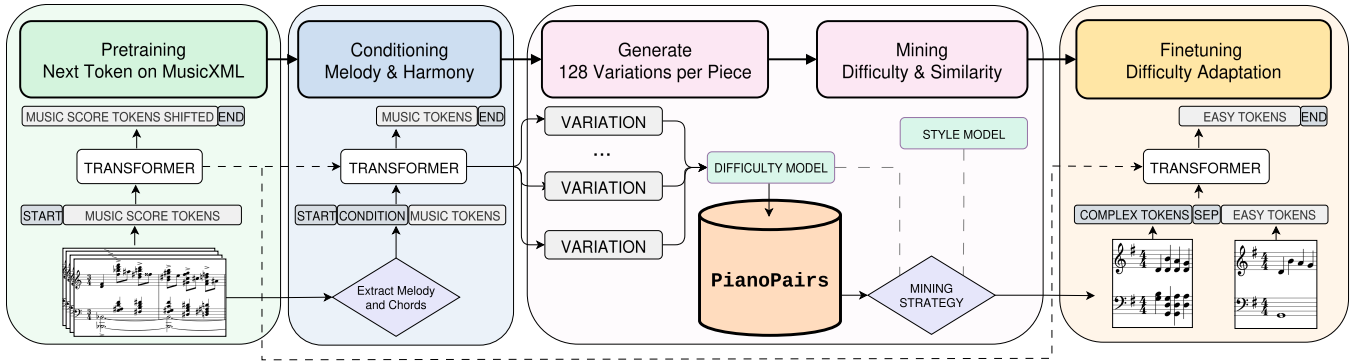 Pretraining
Next Token on MusicXML
MUSIC SCORE TOKENS SHIFTED END
TRANSFORMER
START MUSIC SCORE TOKENS
Conditioning
Melody & Harmony
MUSIC TOKENS END
TRANSFORMER
START CONDITION MUSIC TOKENS
Extract Melody
and Chords
Generate
128 Variations per Piece
VARIATION
...
VARIATION
VARIATION
DIFFICULTY MODEL
PianoPairs
Mining
Difficulty & Similarity
STYLE MODEL
MINING
STRATEGY
Finetuning
Difficulty Adaptation
EASY TOKENS END
TRANSFORMER
COMPLEX TOKENS SEP EASY TOKENS